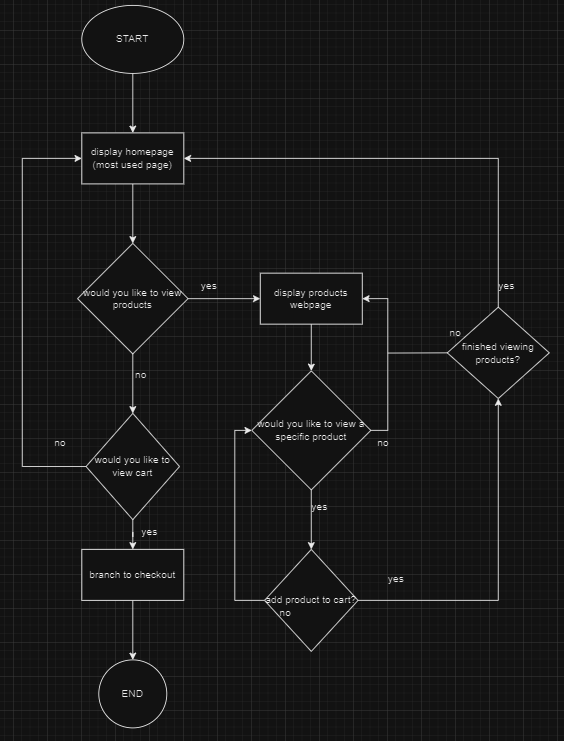 START
display homepage
(most used page)
would you like to view
products
yes
display products
webpage
yes
no
finished viewing
products?
no
would you like to view a
specific product
no
no
would you like to
view cart
yes
yes
branch to checkout
yes
add product to cart?
no
END